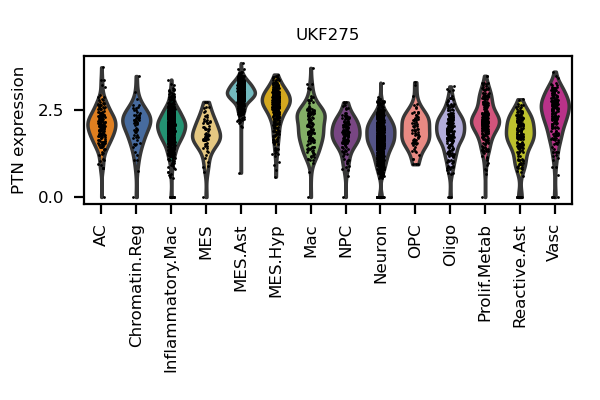 UKF275
PTN expression
2.5
0.0
AC
Chromatin.Reg
Inflammatory.Mac
MES
MES.Ast
MES.Hyp
Mac
NPC
Neuron
OPC
Oligo
Prolif.Metab
Reactive.Ast
Vasc